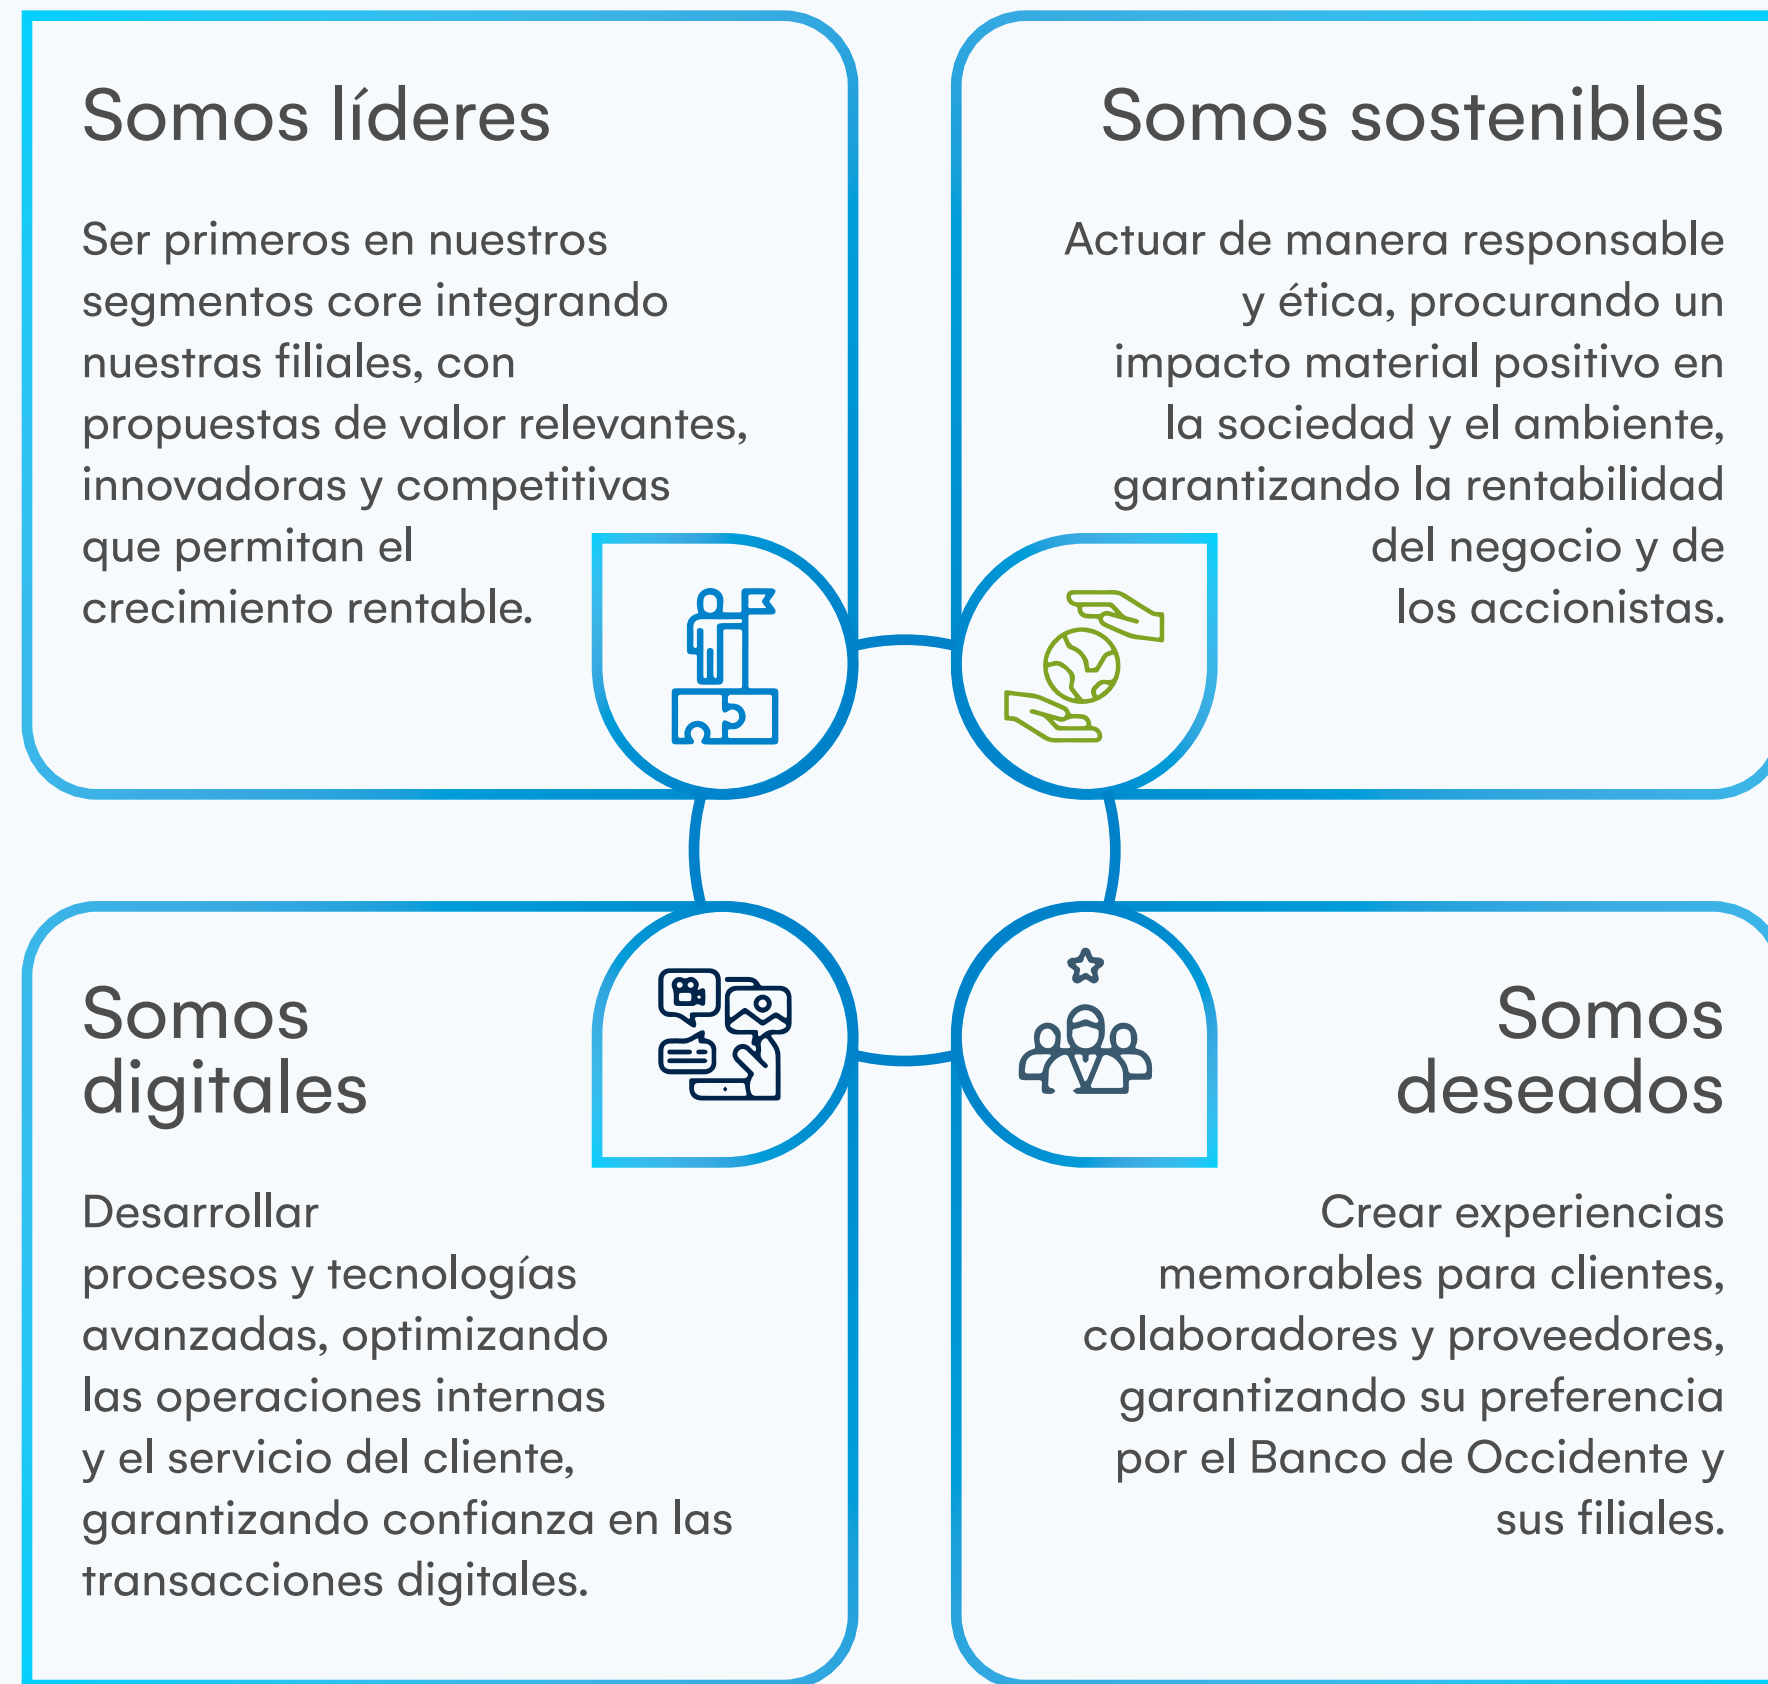 Somos líderes
Ser primeros en nuestros
segmentos core integrando
nuestras filiales, con
propuestas de valor relevantes,
innovadoras y competitivas
que permitan el
crecimiento rentable.
Somos sostenibles
Actuar de manera responsable
y ética, procurando un
impacto material positivo en
la sociedad y el ambiente,
garantizando la rentabilidad
del negocio y de
los accionistas.
Somos
digitales
Desarrollar
procesos y tecnologías
avanzadas, optimizando
las operaciones internas
y el servicio del cliente,
garantizando confianza en las
transacciones digitales.
Somos
deseados
Crear experiencias
memorables para clientes,
colaboradores y proveedores,
garantizando su preferencia
por el Banco de Occidente y
sus filiales.